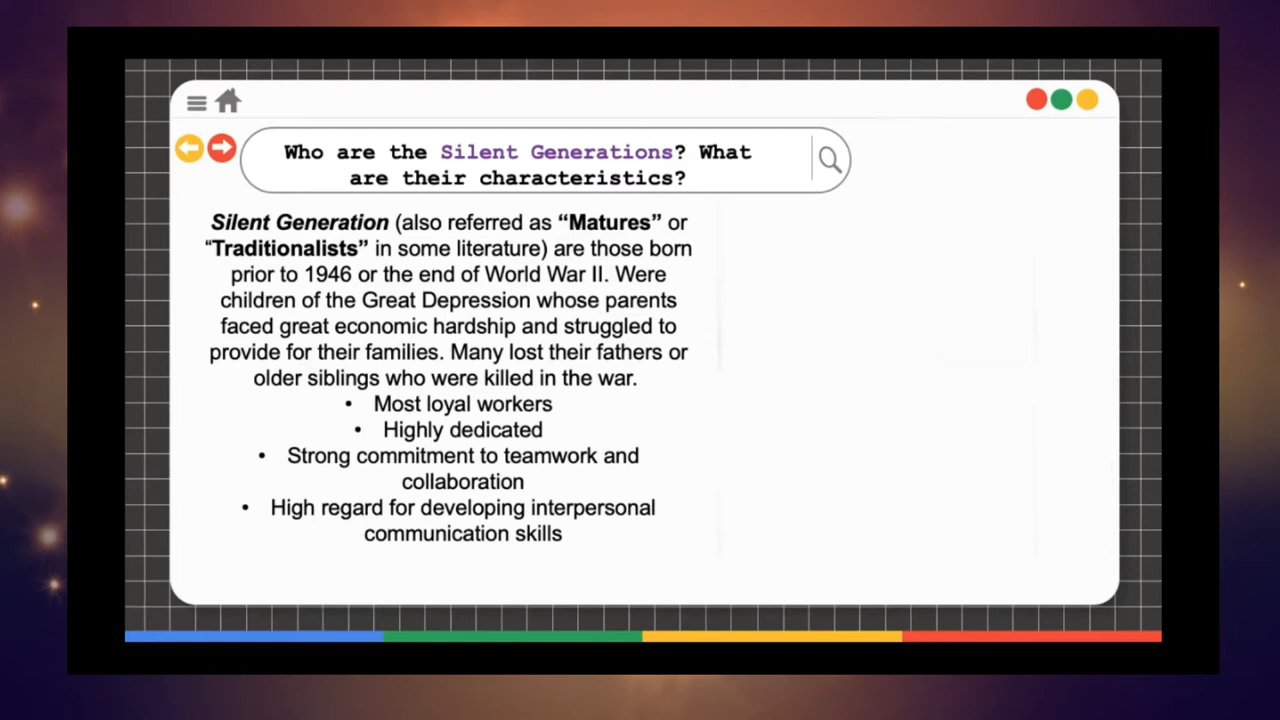 Who are the Silent Generations? What
are their characteristics?
Silent Generation (also referred as “Matures” or
“Traditionalists” in some literature) are those born
prior to 1946 or the end of World War II. Were
children of the Great Depression whose parents
faced great economic hardship and struggled to
provide for their families. Many lost their fathers or
older siblings who were killed in the war.
• Most loyal workers
• Highly dedicated
• Strong commitment to teamwork and
collaboration
• High regard for developing interpersonal
communication skills